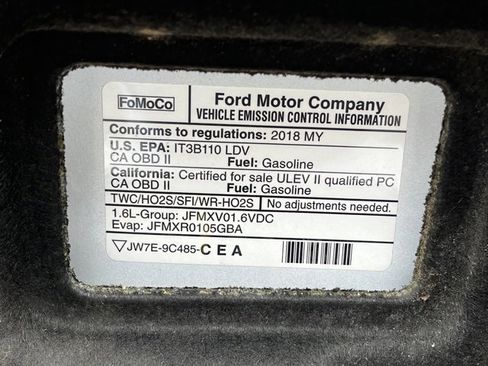 FoMoCo
Ford Motor Company
VEHICLE EMISSION CONTROL INFORMATION
Conforms to regulations: 2018 MY
U.S. EPA: IT3B110 LDV
CA OBD II Fuel: Gasoline
California: Certified for sale ULEV II qualified PC
CA OBD II Fuel: Gasoline
TWC/HO2S/SFI/WR-HO2S No adjustments needed.
1.6L-Group: JFMXV01.6VDC
Evap: JFMXR0105GBA
JW7E-9C485-C E A